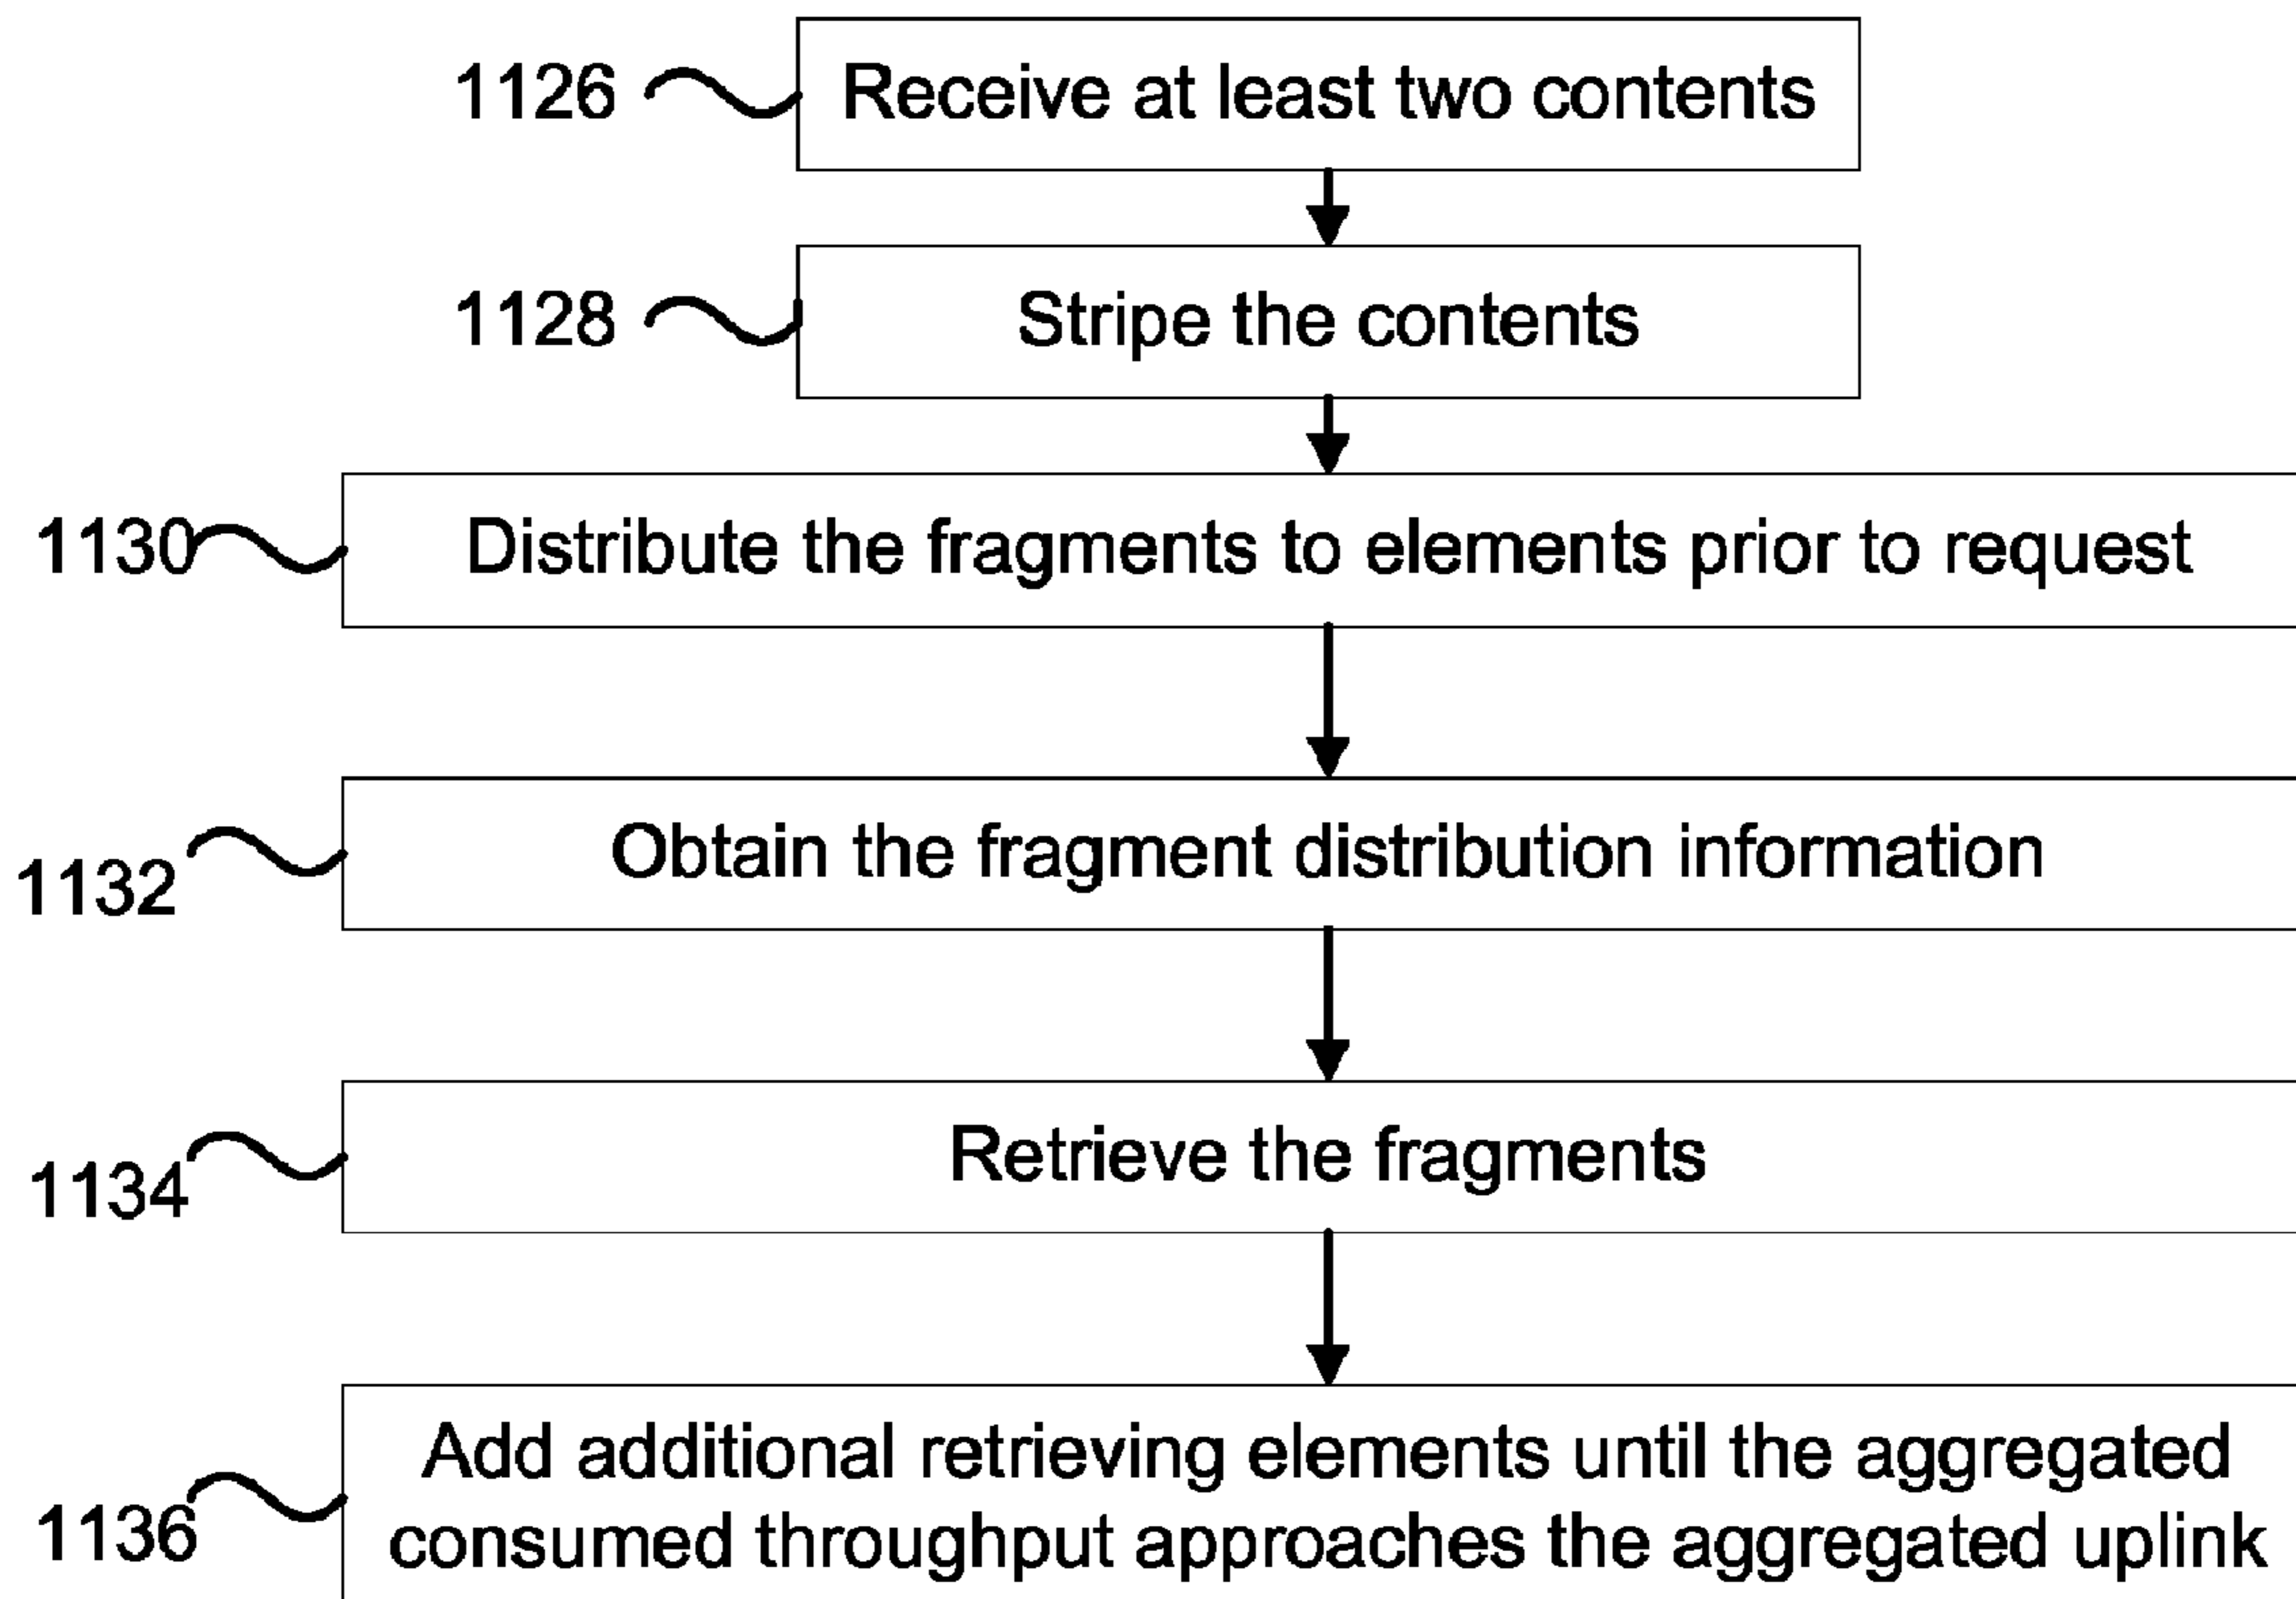 1126 Receive at least two contents
1128 Stripe the contents
1130 Distribute the fragments to elements prior to request
1132 Obtain the fragment distribution information
1134 Retrieve the fragments
1136 Add additional retrieving elements until the aggregated
consumed throughput approaches the aggregated uplink